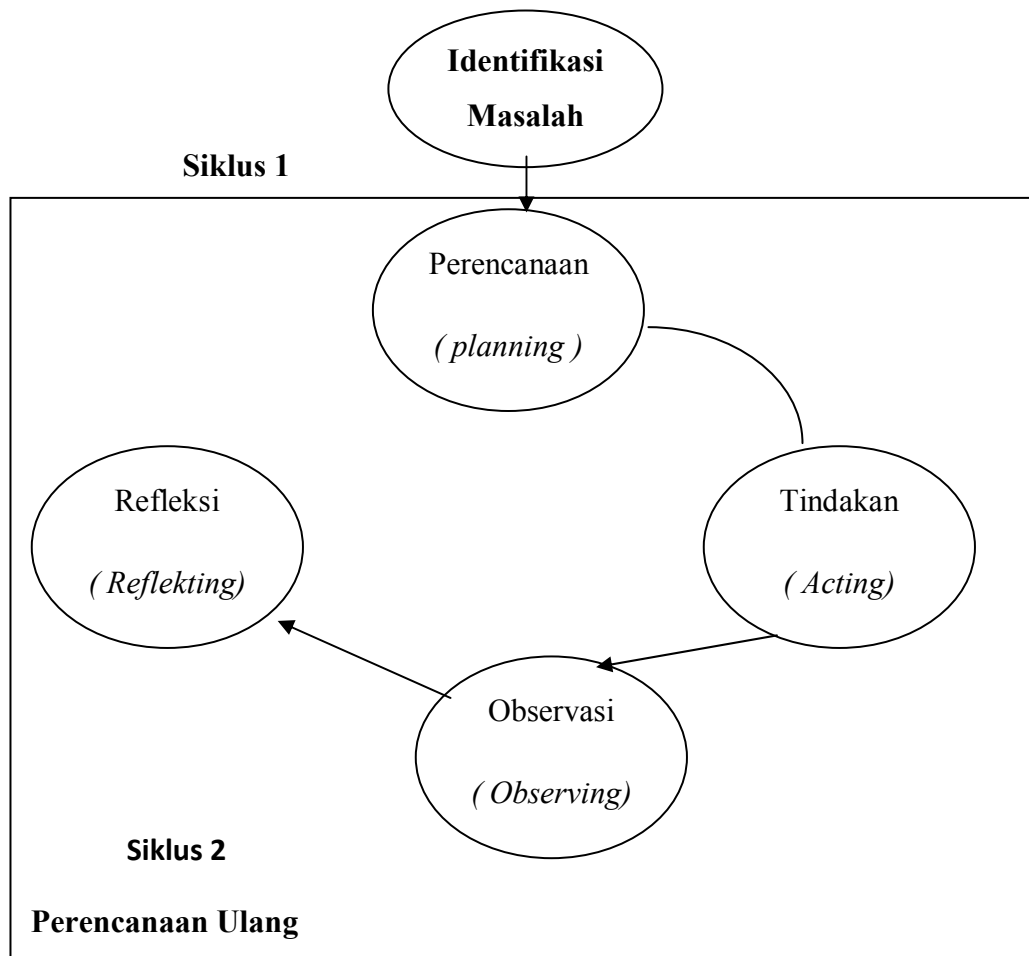 Identifikasi
Masalah
Siklus 1
Perencanaan
( planning )
Tindakan
( Acting)
Refleksi
( Reflekting)
Observasi
( Observing)
Siklus 2
Perencanaan Ulang